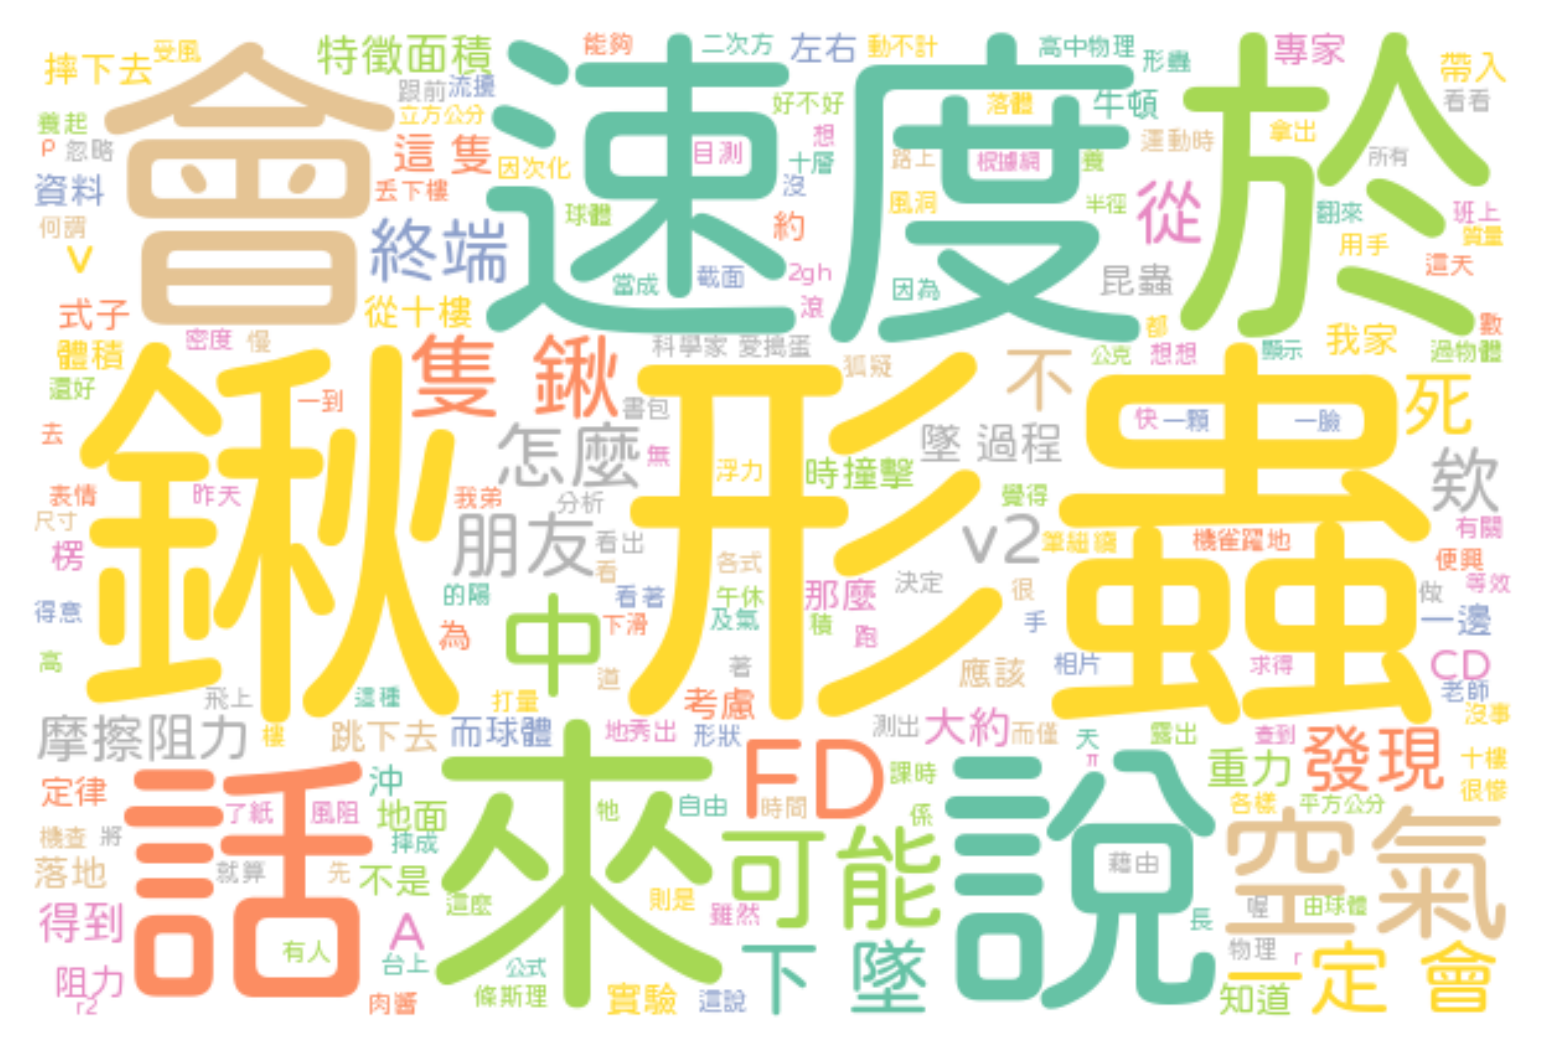 摔下去 受風 特徵面積 能夠 二次方 左右 動不計 高中物理 形蟲 專家 帶入
跟前 流擾 看看
養起 立方公分 好不好 落體 牛頓
P 忽略 會 這 隻 速 目測 想 度 路上 根據網 養 運動時 拿出 於 所有
資料 丟下樓 因次化 十層 沒 風洞 半徑 從 翻來 班上
何謂 終端 球體 約 用手 質量
V 當成 截面 2gh 因為 昆蟲 這天
式子 從十樓 滾 都 數
密度 慢 我家
體積 隻 鍬 科學家 愛搗蛋 狐疑 不 公克 想想 顯示 過物體
還好 一到 書包 快 一顆 一臉 死
去 鍬 怎麼 無 形 浮力 時撞擊 墜 過程 蟲 欸
表情 昨天 我弟 分析 覺得
尺寸 朋友 看出 v2 單純續 機雀躍地 有關
楞 看 各式 便興
的陽 看著 午休 那麼 決定 很 做 等效
得意 中 下滑 及氣 積 手 一邊
為 跑
高 道 著 應該 相片 求得 CD
飛上 這種 打量 考慮 老師
摩擦阻力 樓 跳下去 而球體 地秀出 形狀 測出 大約 而僅 天 露出 查到 沒事
π 發現
定律 話 沖 來 FD 課時 說 重力 十樓
了紙 風阻 地面 牠 時間 自由 係 各樣 平方公分 很慘
機查 將 摔成 可能 空氣
落地 就算 先 不是 藉由
這麼 則是 雖然 喔 由球體
得到 有人 A 長
台上 公式 下 墜 物理 r 一定 會
阻力 條斯理 實驗 這說 知道
r2 肉醬